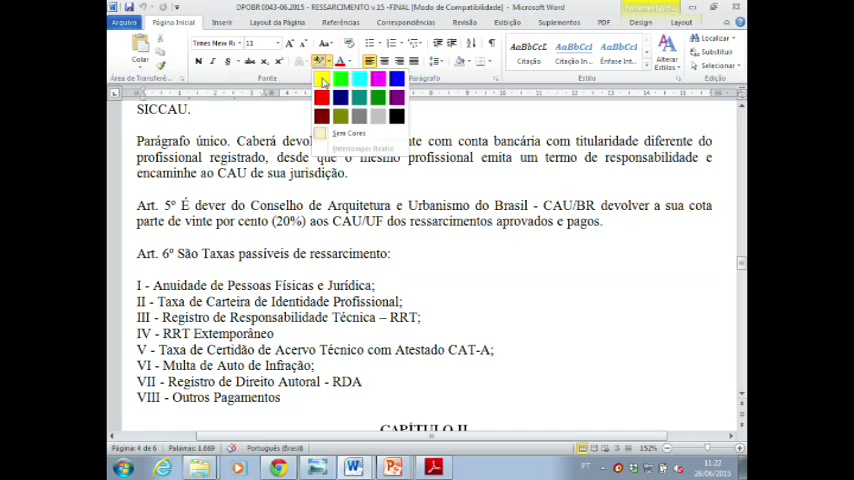 DPOBR.0043-06.2015 - RESSARCIMENTO v.15 -FINAL [Modo de Compatibilidade] - Microsoft Word
Arquivo Página Inicial Inserir Layout da Página Referências Correspondências Revisão Exibição Suplementos PDF Design Layout
Colar
Times New R 11
AaBbCcL AaBbCcL AaBbCcL
Citação Citação In... Ênfase Int...
Alterar Estilos
Localizar
Substituir
Selecionar
Área de Transferê... Fonte Parágrafo Estilo Edição
Sem Cores
Interromper Realce
SICCAU.
Parágrafo único. Caberá devol te com conta bancária com titularidade diferente do
profissional registrado, desde que o mesmo profissional emita um termo de responsabilidade e
encaminhe ao CAU de sua jurisdição.
Art. 5º É dever do Conselho de Arquitetura e Urbanismo do Brasil - CAU/BR devolver a sua cota
parte de vinte por cento (20%) aos CAU/UF dos ressarcimentos aprovados e pagos.
Art. 6º São Taxas passíveis de ressarcimento:
I - Anuidade de Pessoas Físicas e Jurídica;
II - Taxa de Carteira de Identidade Profissional;
III - Registro de Responsabilidade Técnica – RRT;
IV - RRT Extemporâneo
V - Taxa de Certidão de Acervo Técnico com Atestado CAT-A;
VI - Multa de Auto de Infração;
VII - Registro de Direito Autoral - RDA
VIII - Outros Pagamentos
CAPÍTULO II
Página: 4 de 6 Palavras: 1.669 Português (Brasil) 152%
PT 11:22
26/06/2015